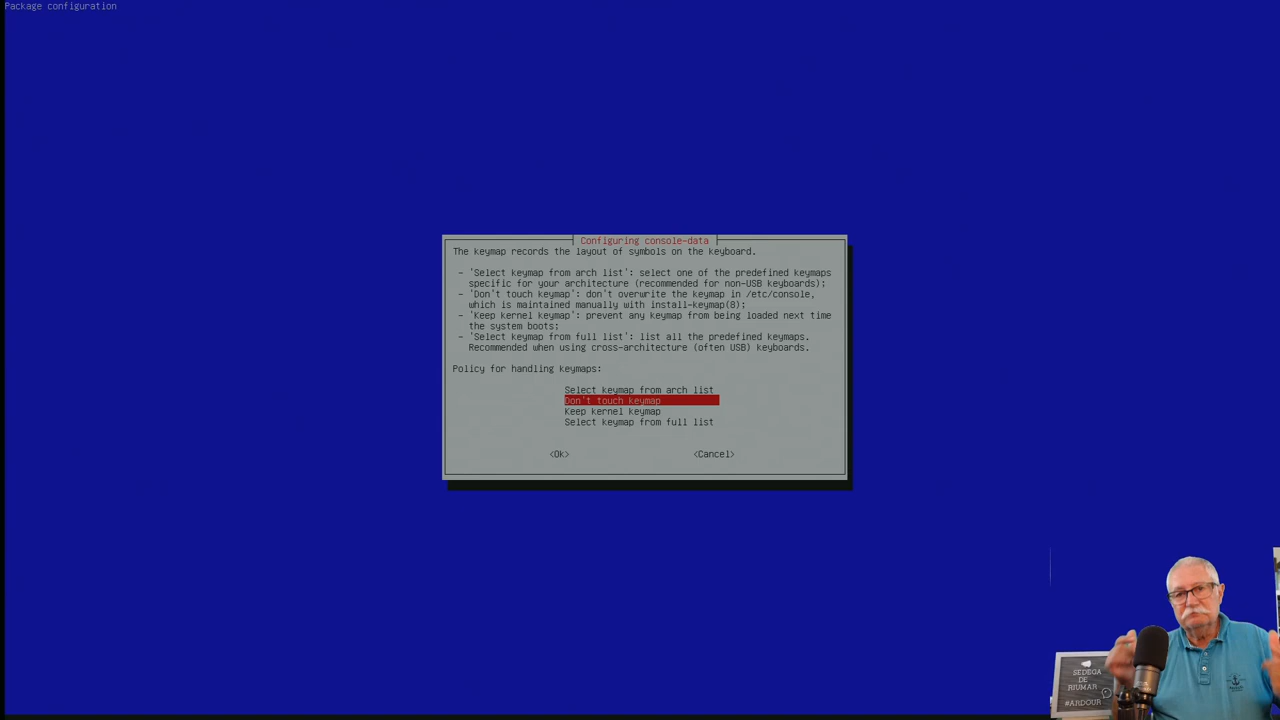 Package configuration
Configuring console-data
The keymap records the layout of symbols on the keyboard.
- 'Select keymap from arch list': select one of the predefined keymaps
specific for your architecture (recommended for non-USB keyboards);
- 'Don't touch keymap': don't overwrite the keymap in /etc/console,
which is maintained manually with install-keymap(8);
- 'Keep kernel keymap': prevent any keymap from being loaded next time
the system boots;
- 'Select keymap from full list': list all the predefined keymaps.
Recommended when using cross-architecture (often USB) keyboards.
Policy for handling keymaps:
Select keymap from arch list
Don't touch keymap
Keep kernel keymap
Select keymap from full list
<Ok> <Cancel>
SEDEGA
DE
RIUMAR
#ARDOUR